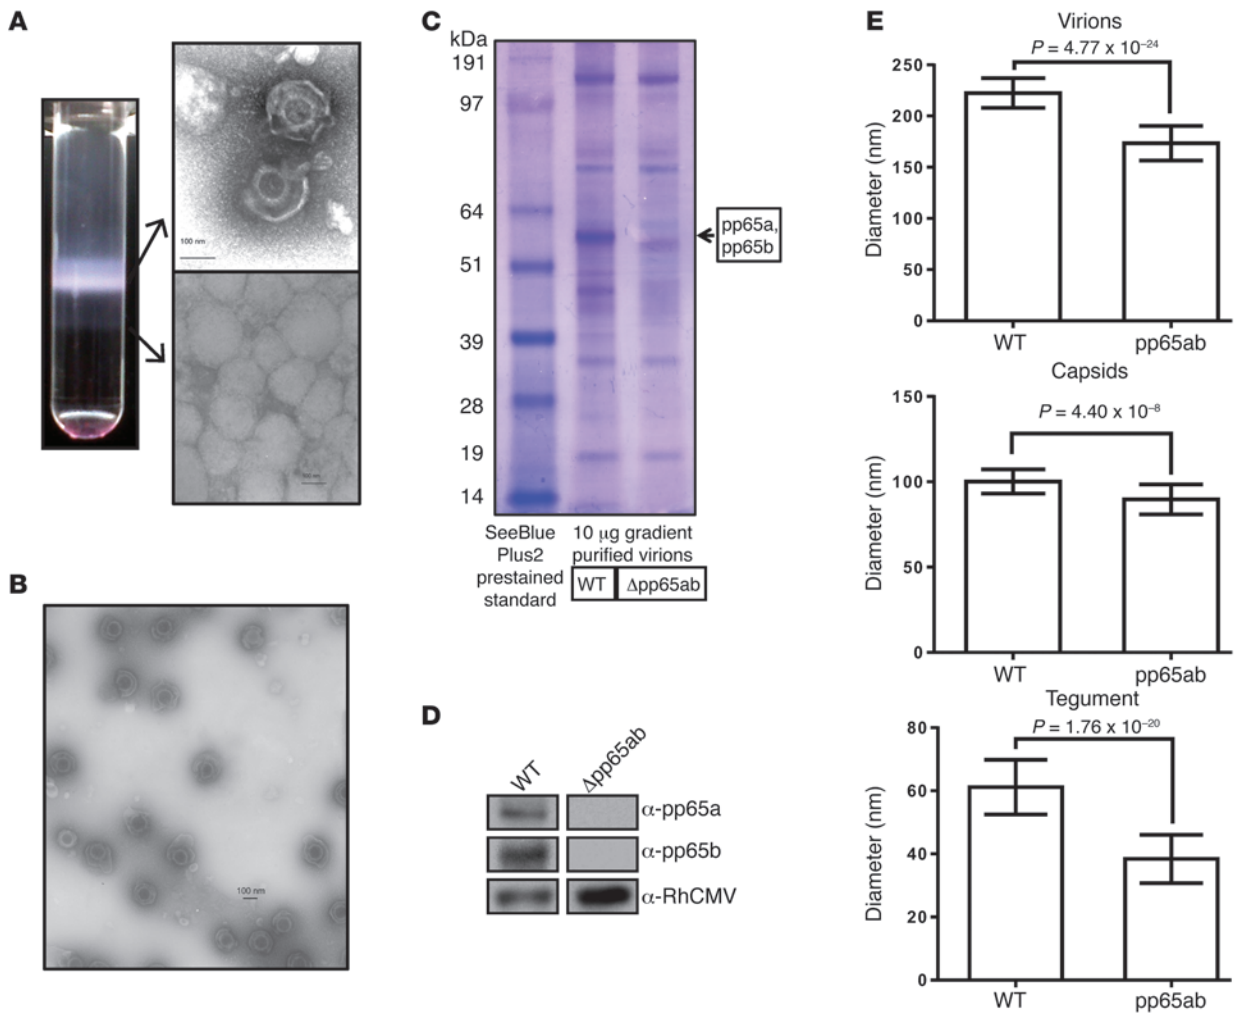 A
100 nm
B
100 nm
C
kDa
191
97
64
51
39
28
19
14
pp65a,
pp65b
SeeBlue
Plus2
prestained
standard
10 μg gradient
purified virions
WT
Δpp65ab
D
WT
Δpp65ab
α-pp65a
α-pp65b
α-RhCMV
E
Virions
P = 4.77 x 10–24
250
200
150
100
50
0
Diameter (nm)
WT
pp65ab
Capsids
P = 4.40 x 10–8
150
100
50
0
Diameter (nm)
WT
pp65ab
Tegument
P = 1.76 x 10–20
80
60
40
20
0
Diameter (nm)
WT
pp65ab